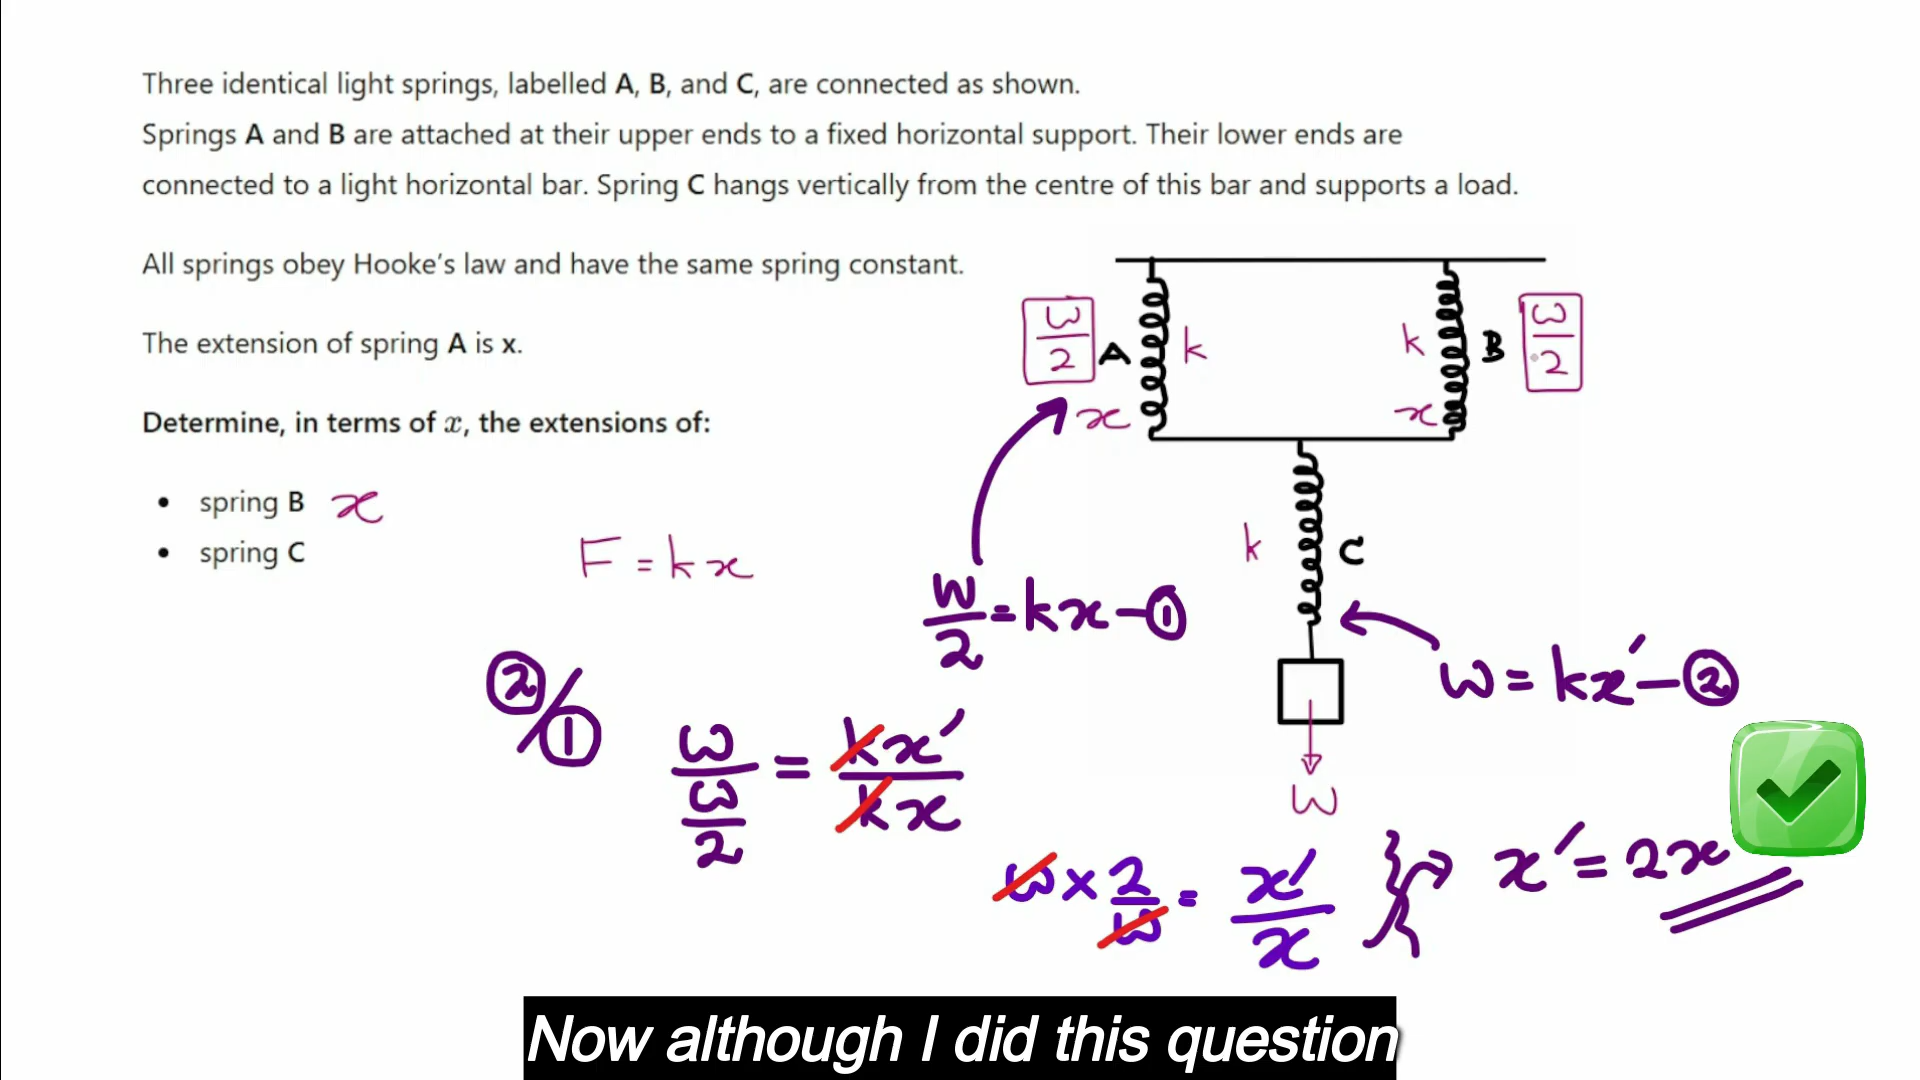 Three identical light springs, labelled A, B, and C, are connected as shown.
Springs A and B are attached at their upper ends to a fixed horizontal support. Their lower ends are
connected to a light horizontal bar. Spring C hangs vertically from the centre of this bar and supports a load.
All springs obey Hooke's law and have the same spring constant.
The extension of spring A is x.
Determine, in terms of x, the extensions of:
• spring B x
• spring C
F = kx
W/2 A k x
k B W/2 x
k C
W
W/2 = kx - ①
W = kx' - ②
②/①
W/(W/2) = kx'/kx
W × 2/W = x'/x } → x' = 2x
Now although I did this question